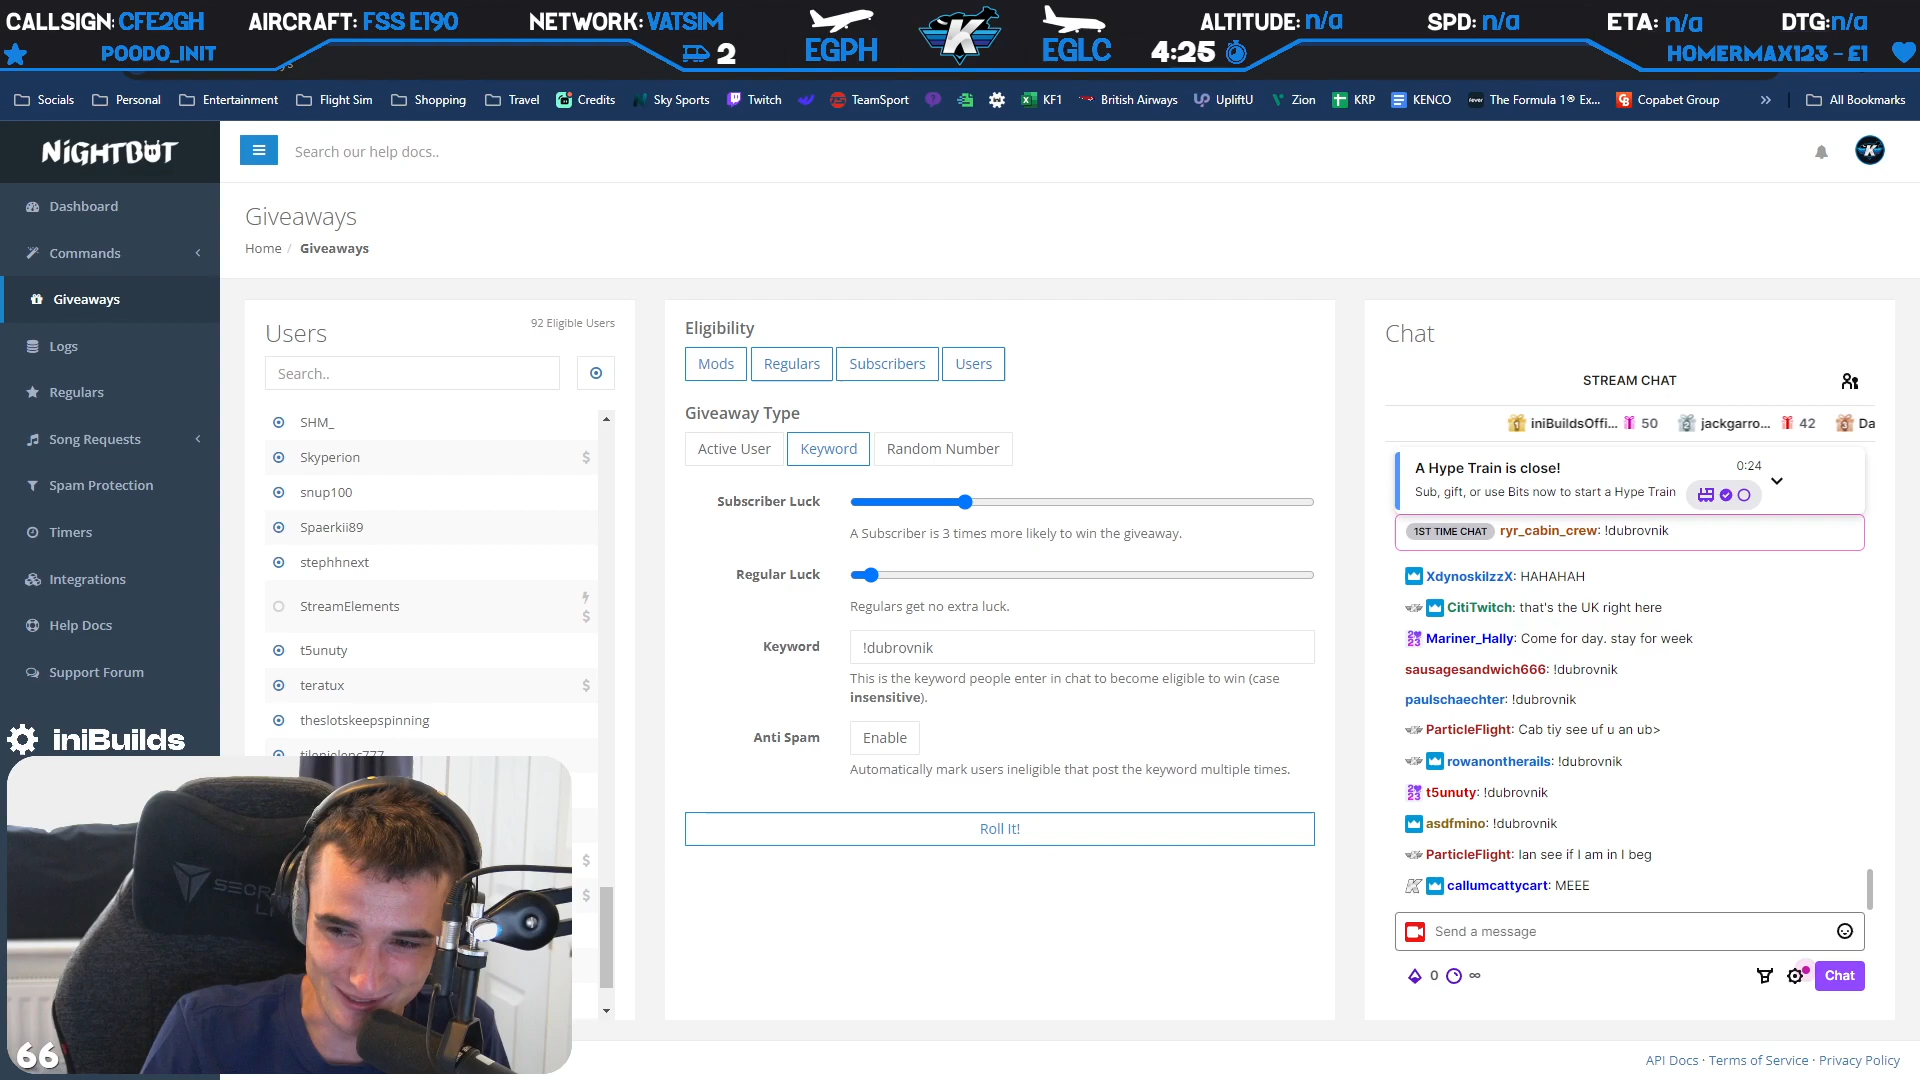 CALLSIGN: CFE2GH
AIRCRAFT: FSS E190
NETWORK: VATSIM
ALTITUDE: n/a
SPD: n/a
ETA: n/a
DTG:n/a
POODO_INIT
2
EGPH
K
EGLC
4:25
HOMERMAX123 - £1
Socials
Personal
Entertainment
Flight Sim
Shopping
Travel
Credits
Sky Sports
Twitch
TeamSport
KF1
British Airways
UpliftU
Zion
KRP
KENCO
The Formula 1® Ex...
Copabet Group
»
All Bookmarks
NIGHTBOT
Search our help docs..
Dashboard
Commands
Giveaways
Logs
Regulars
Song Requests
Spam Protection
Timers
Integrations
Help Docs
Support Forum
iniBuilds
Giveaways
Home / Giveaways
Users
92 Eligible Users
Search..
SHM_
Skyperion
snup100
Spaerkii89
stephhnext
StreamElements
t5unuty
teratux
theslotskeepspinning
Eligibility
Mods
Regulars
Subscribers
Users
Giveaway Type
Active User
Keyword
Random Number
Subscriber Luck
A Subscriber is 3 times more likely to win the giveaway.
Regular Luck
Regulars get no extra luck.
Keyword
!dubrovnik
This is the keyword people enter in chat to become eligible to win (case
insensitive).
Anti Spam
Enable
Automatically mark users ineligible that post the keyword multiple times.
Roll It!
Chat
STREAM CHAT
iniBuildsOffi... 50
jackgarro... 42
Da
A Hype Train is close!
0:24
Sub, gift, or use Bits now to start a Hype Train
1ST TIME CHAT ryr_cabin_crew: !dubrovnik
XdynoskilzzX: HAHAHAH
CitiTwitch: that's the UK right here
Mariner_Hally: Come for day. stay for week
sausagesandwich666: !dubrovnik
paulschaechter: !dubrovnik
ParticleFlight: Cab tiy see uf u an ub>
rowanontherails: !dubrovnik
t5unuty: !dubrovnik
asdfmino: !dubrovnik
ParticleFlight: Ian see if I am in I beg
callumcattycart: MEEE
Send a message
0
∞
Chat
66
API Docs · Terms of Service · Privacy Policy